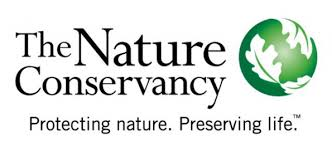 The Nature
Conservancy
Protecting nature. Preserving life.™